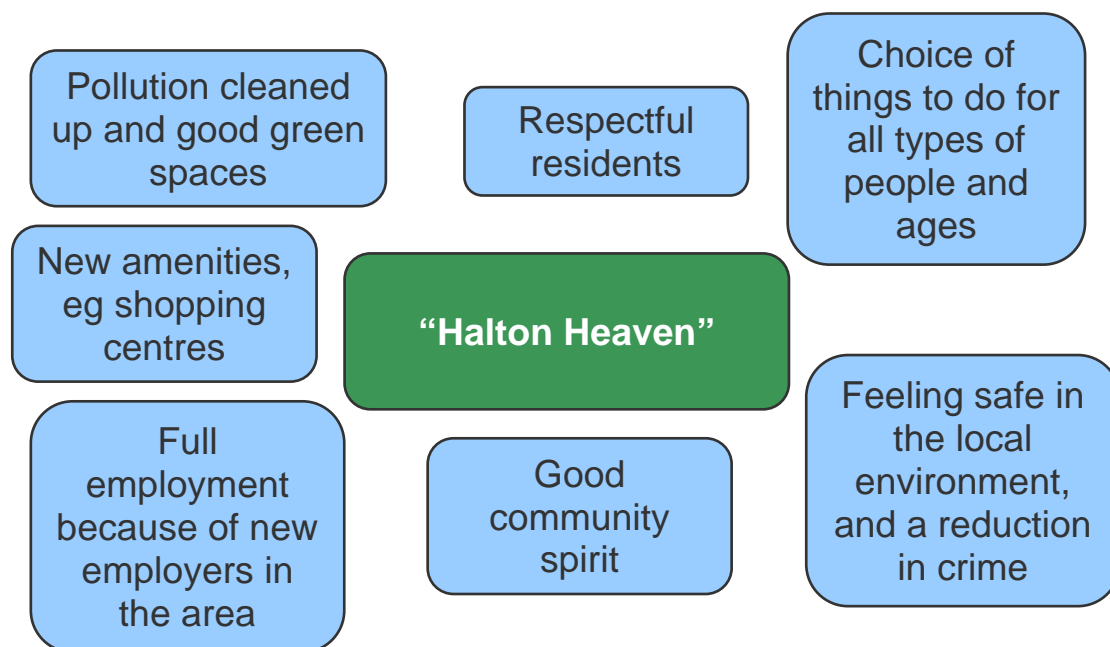 Pollution cleaned
up and good green
spaces
Respectful
residents
Choice of
things to do for
all types of
people and
ages
New amenities,
eg shopping
centres
“Halton Heaven”
Full
employment
because of new
employers in
the area
Good
community
spirit
Feeling safe in
the local
environment,
and a reduction
in crime